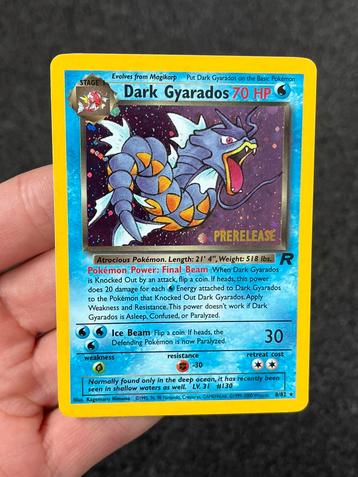 Evolves from Magikarp Put Dark Gyarados on the Basic Pokémon
STAGE 1
Dark Gyarados 70 HP
PRERELEASE
Atrocious Pokémon. Length: 21' 4", Weight: 518 lbs.
Pokémon Power: Final Beam When Dark Gyarados
is Knocked Out by an attack, flip a coin. If heads, this power
does 20 damage for each Energy attached to Dark Gyarados
to the Pokémon that Knocked Out Dark Gyarados. Apply
Weakness and Resistance. This power doesn't work if Dark
Gyarados is Asleep, Confused, or Paralyzed.
R
Ice Beam Flip a coin. If heads, the
Defending Pokémon is now Paralyzed.
30
weakness resistance retreat cost
-30
Normally found only in the deep ocean, it has recently been
seen in shallow waters as well. LV. 31 #130
Illus. Kagemaru Himeno 8/82